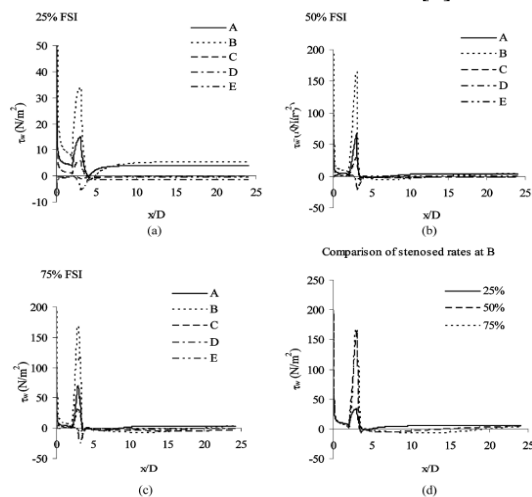 25% FSI
50
40
30
20
10
0
-10
0 5 10 15 20 25
τw (N/m²)
x/D
A
B
C
D
E
(a)
50% FSI
200
150
100
50
0
-50
0 5 10 15 20 25
x/D
A
B
C
D
E
(b)
75% FSI
200
150
100
50
0
-50
0 5 10 15 20 25
τw (N/m²)
x/D
A
B
C
D
E
(c)
Comparison of stenosed rates at B
250
200
150
100
50
0
-50
0 5 10 15 20 25
τw (N/m²)
x/D
25%
50%
75%
(d)